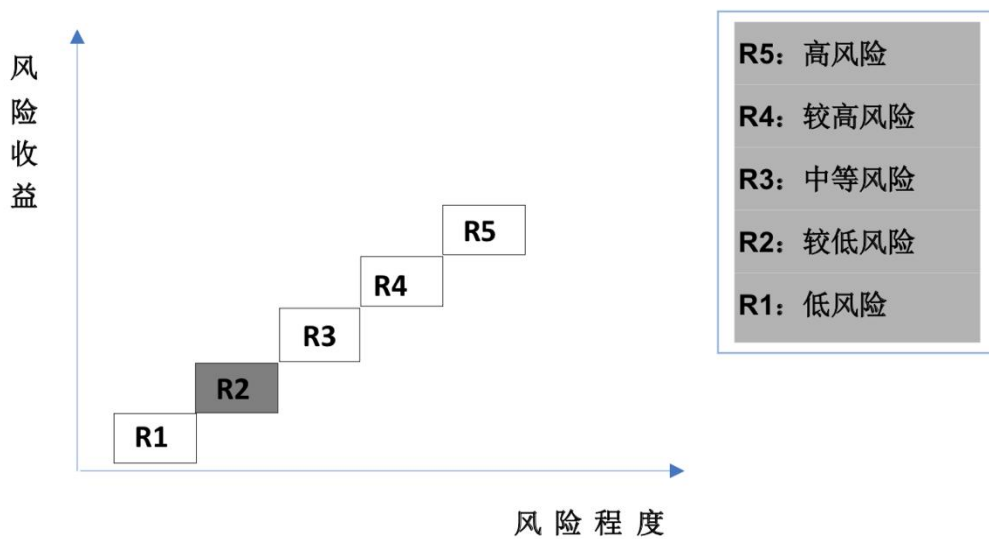 风
险
收
益
R5
R4
R3
R2
R1
风 险 程 度
R5：高风险
R4：较高风险
R3：中等风险
R2：较低风险
R1：低风险